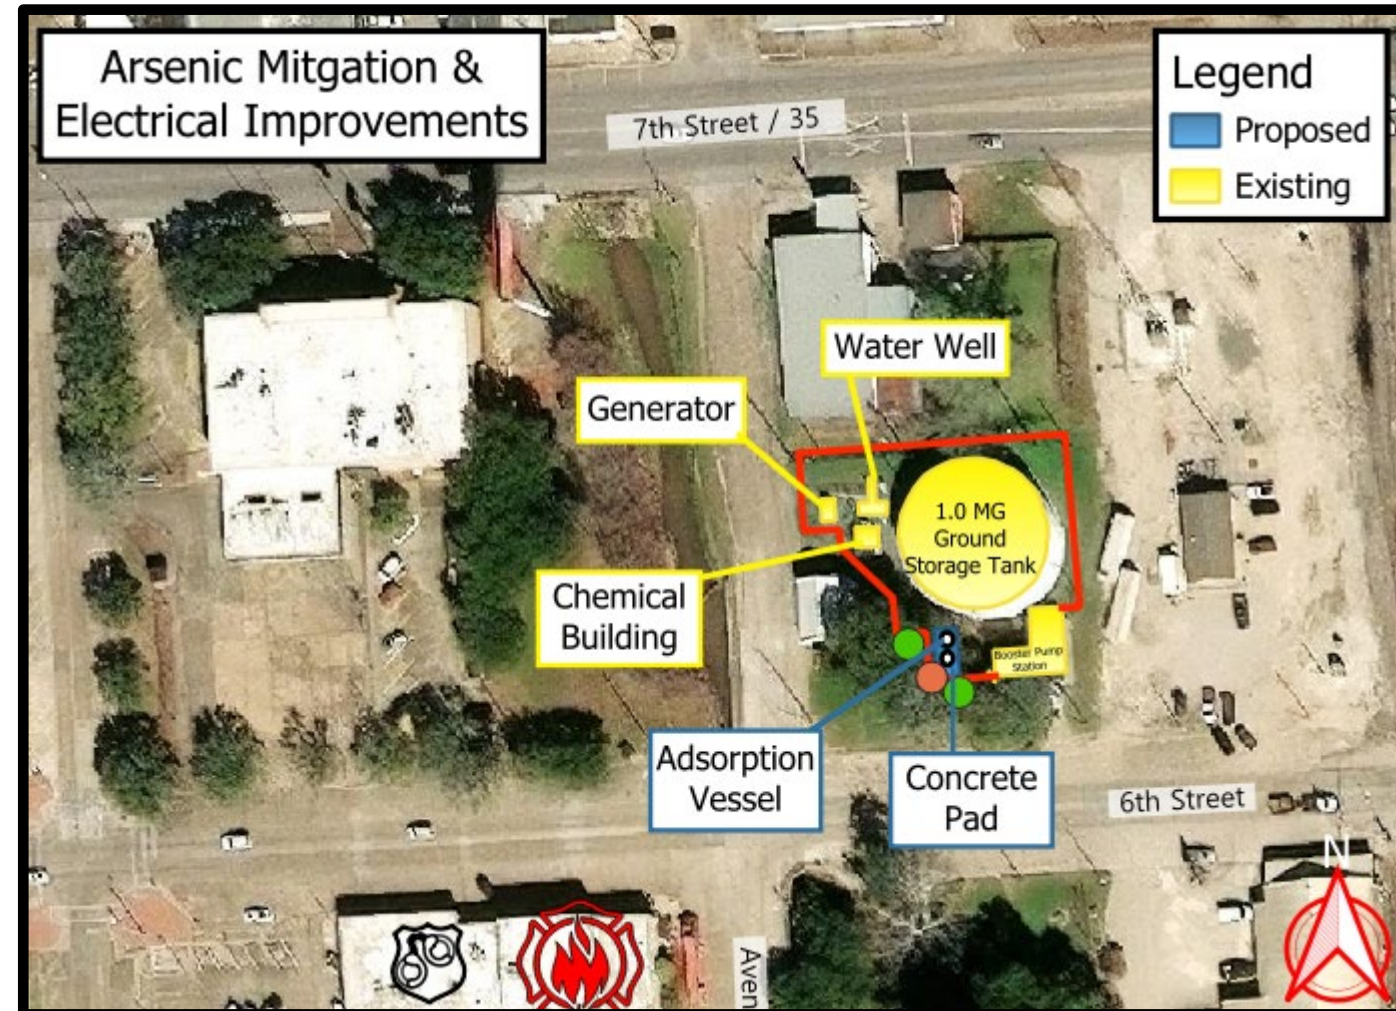 Arsenic Mitgation &
Electrical Improvements
7th Street / 35
Legend
Proposed
Existing
Water Well
Generator
1.0 MG
Ground
Storage Tank
Chemical
Building
Booster Pump
Station
Adsorption
Vessel
Concrete
Pad
6th Street
Aven
N